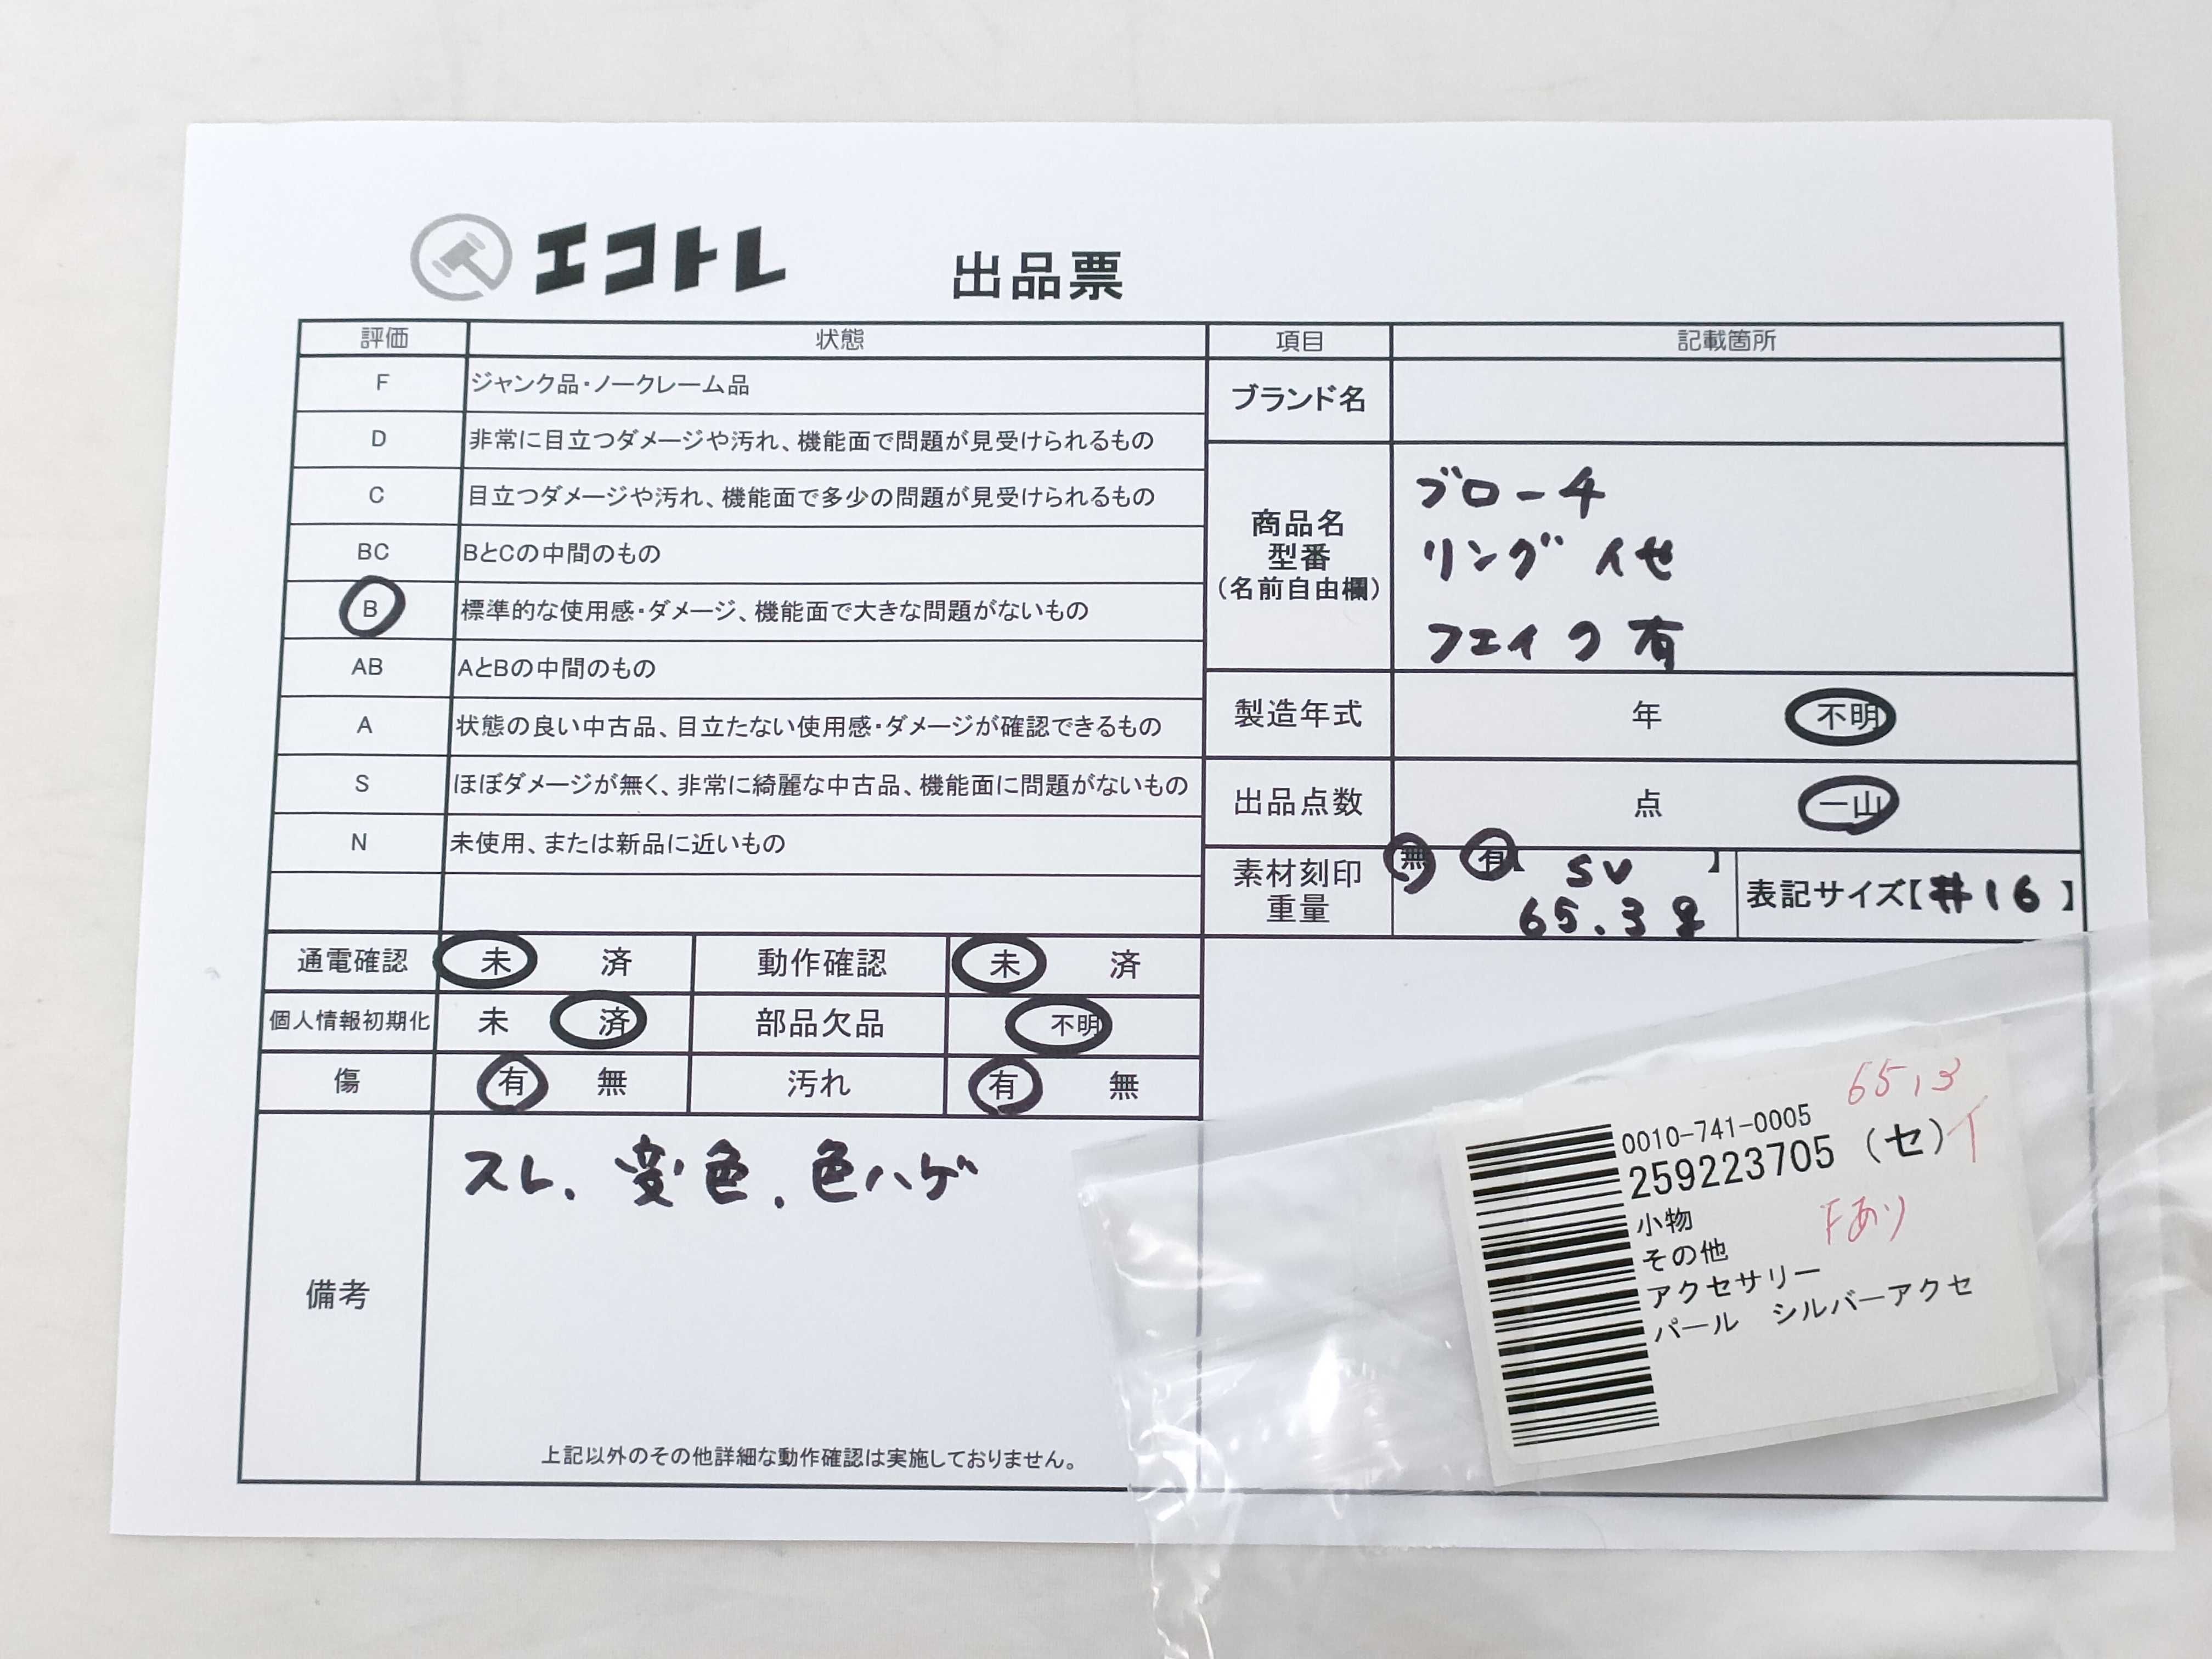 エコトレ 出品票
評価 状態 項目 記載箇所
F ジャンク品・ノークレーム品
D 非常に目立つダメージや汚れ、機能面で問題が見受けられるもの
C 目立つダメージや汚れ、機能面で多少の問題が見受けられるもの
BC BとCの中間のもの
B 標準的な使用感・ダメージ、機能面で大きな問題がないもの
AB AとBの中間のもの
A 状態の良い中古品、目立たない使用感・ダメージが確認できるもの
S ほぼダメージが無く、非常に綺麗な中古品、機能面に問題がないもの
N 未使用、または新品に近いもの
ブランド名
商品名
型番
(名前自由欄)
ブローチ
リング 他
フェイク 有
製造年式 年 不明
出品点数 点 一山
素材刻印
重量
無 有【 SV 】
65.3g
表記サイズ【#16】
通電確認 未 済 動作確認 未 済
個人情報初期化 未 済 部品欠品 不明
傷 有 無 汚れ 有 無
備考
スレ、変色、色ハゲ
上記以外のその他詳細な動作確認は実施しておりません。
65,3
0010-741-0005
259223705 (セ)イ
小物
Fあり
その他
アクセサリー
パール シルバーアクセ